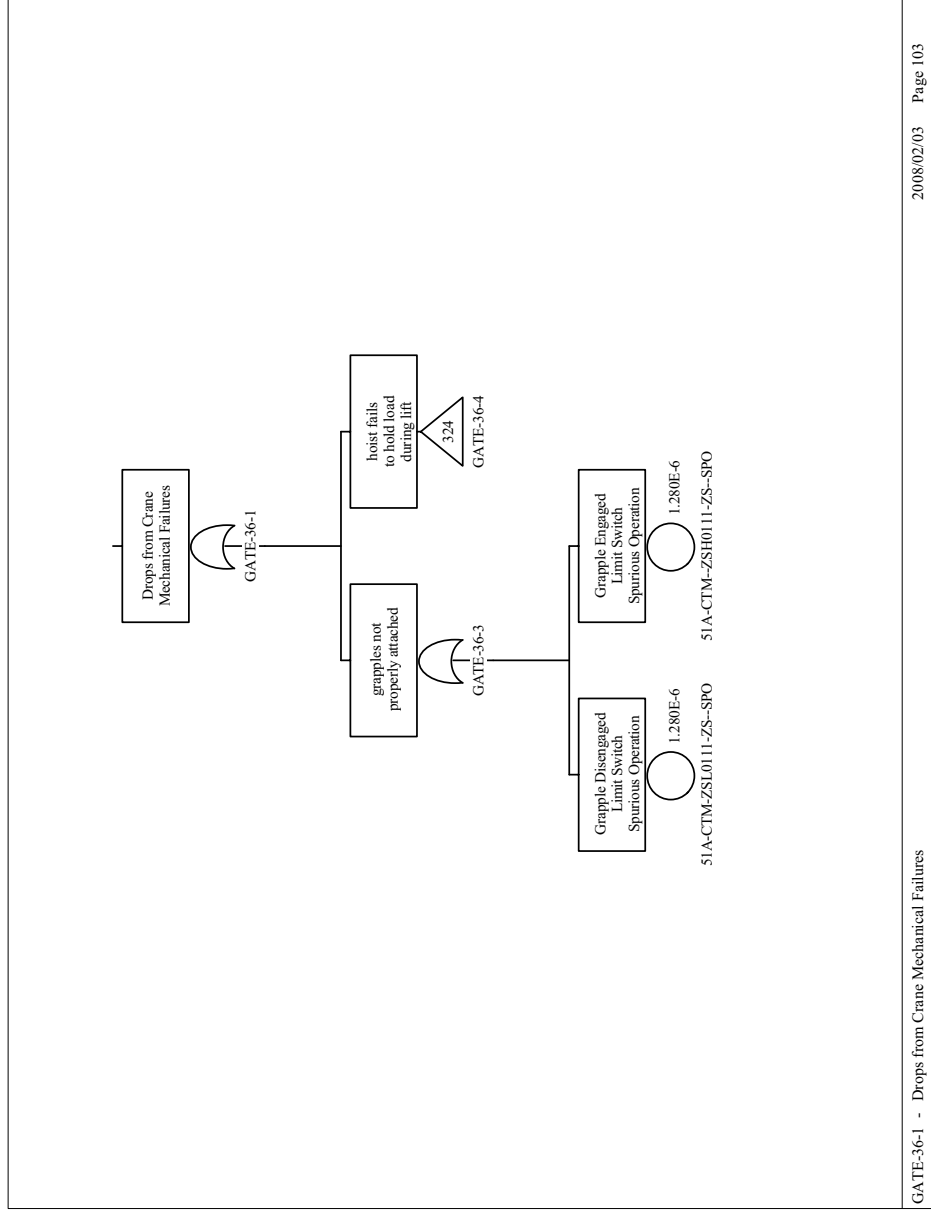 Drops from Crane
Mechanical Failures
GATE-36-1
grapples not
properly attached
GATE-36-3
hoist fails
to hold load
during lift
324
GATE-36-4
Grapple Disengaged
Limit Switch
Spurious Operation
1.280E-6
51A-CTM-ZSL0111-ZS--SPO
Grapple Engaged
Limit Switch
Spurious Operation
1.280E-6
51A-CTM--ZSH0111-ZS--SPO
GATE-36-1 - Drops from Crane Mechanical Failures
2008/02/03 Page 103